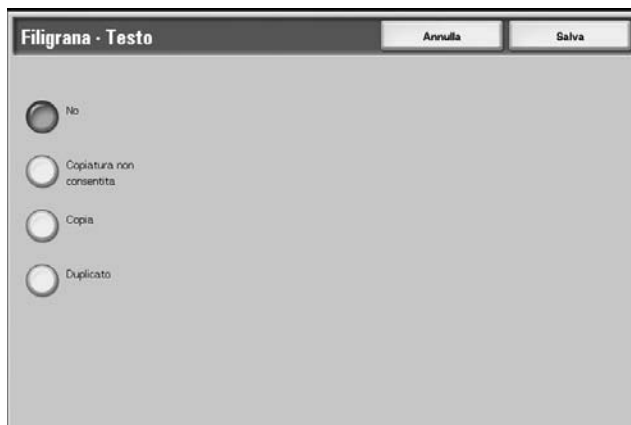 Filigrana · Testo
Annulla
Salva
No
Copiatura non
consentita
Copia
Duplicato